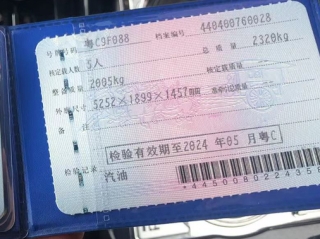 号牌号码 粤C9F088 档案编号 440400760028
核定载人数 5人 总质量 2320kg
整备质量 2005kg 核定载质量
外廓尺寸 5252×1899×1457mm 准牵引总质量
备注
检验有效期至2024年05月粤C
检验记录 汽油